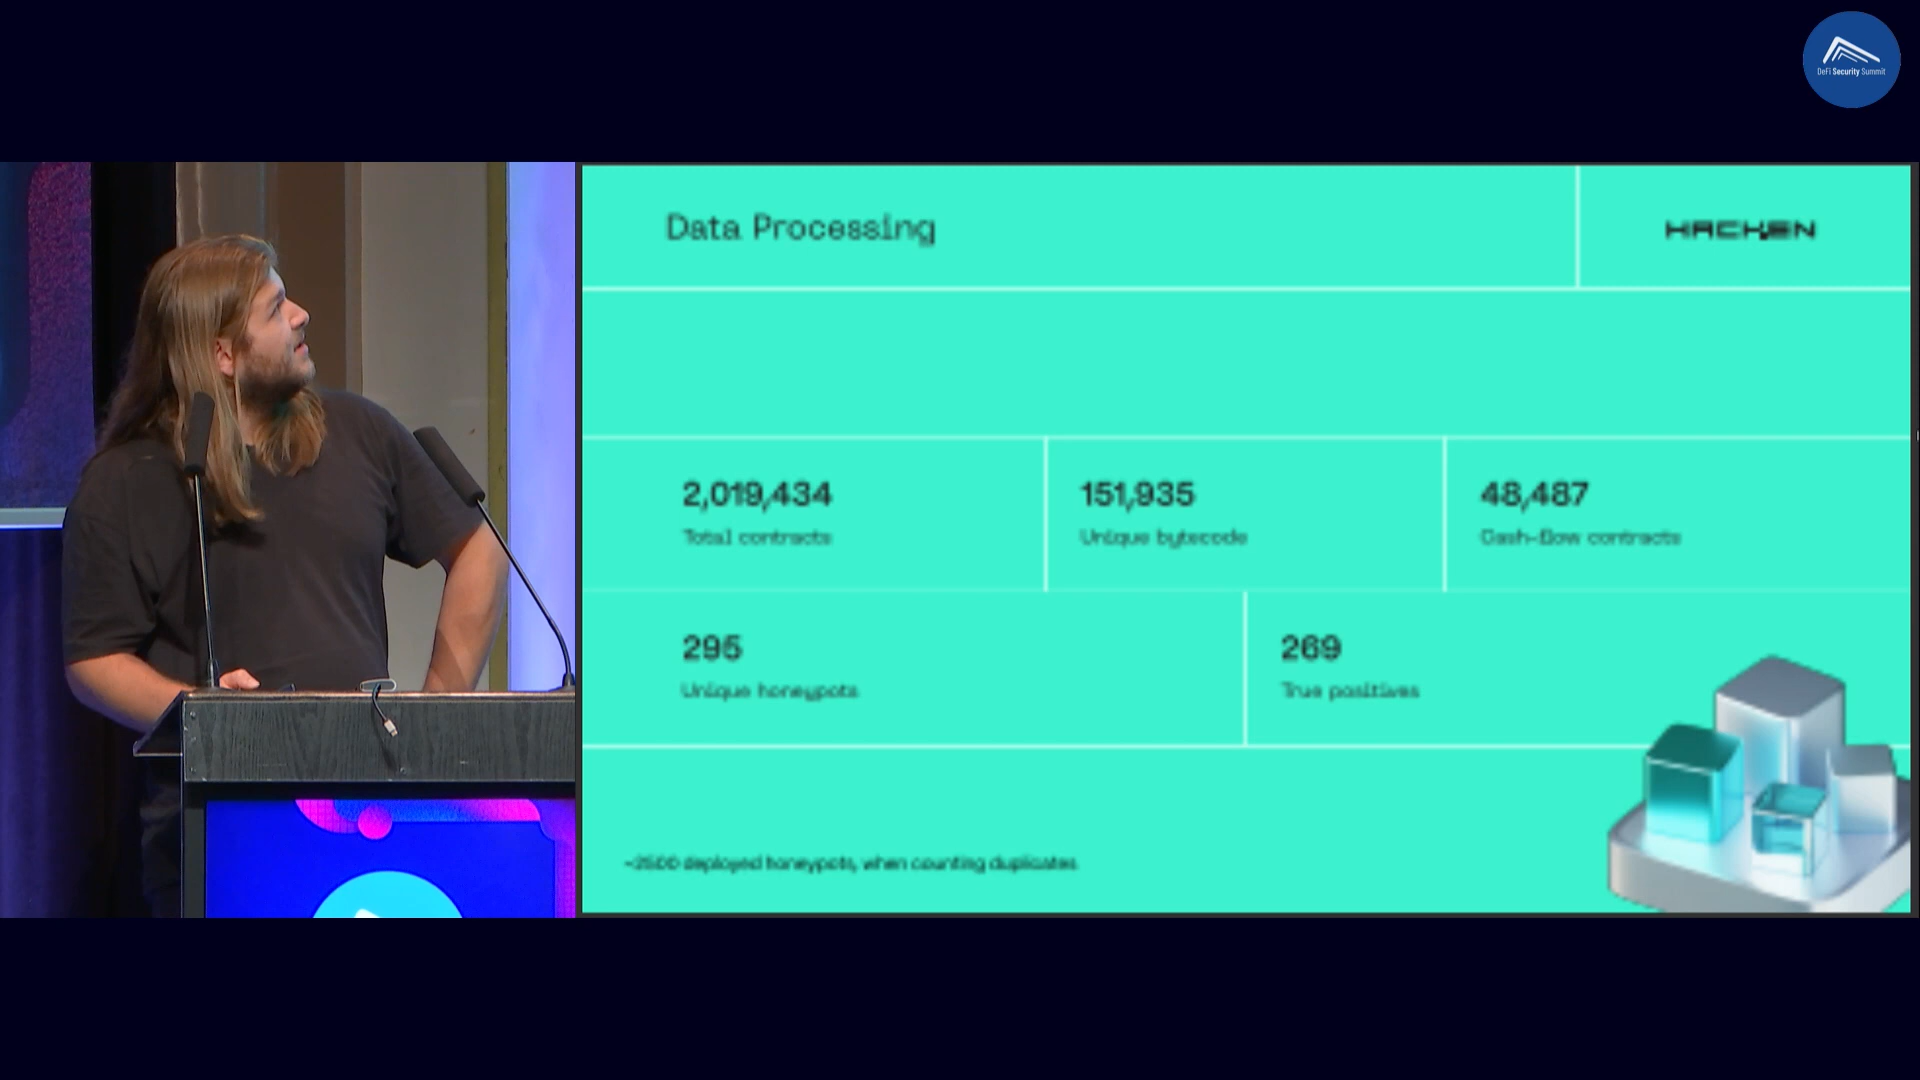 DeFi Security Summit
Data Processing
HACKEN
2,019,434
Total contracts
151,935
Unique bytecode
48,487
Cash-flow contracts
295
Unique honeypots
269
True positives
~2500 deployed honeypots, when counting duplicates